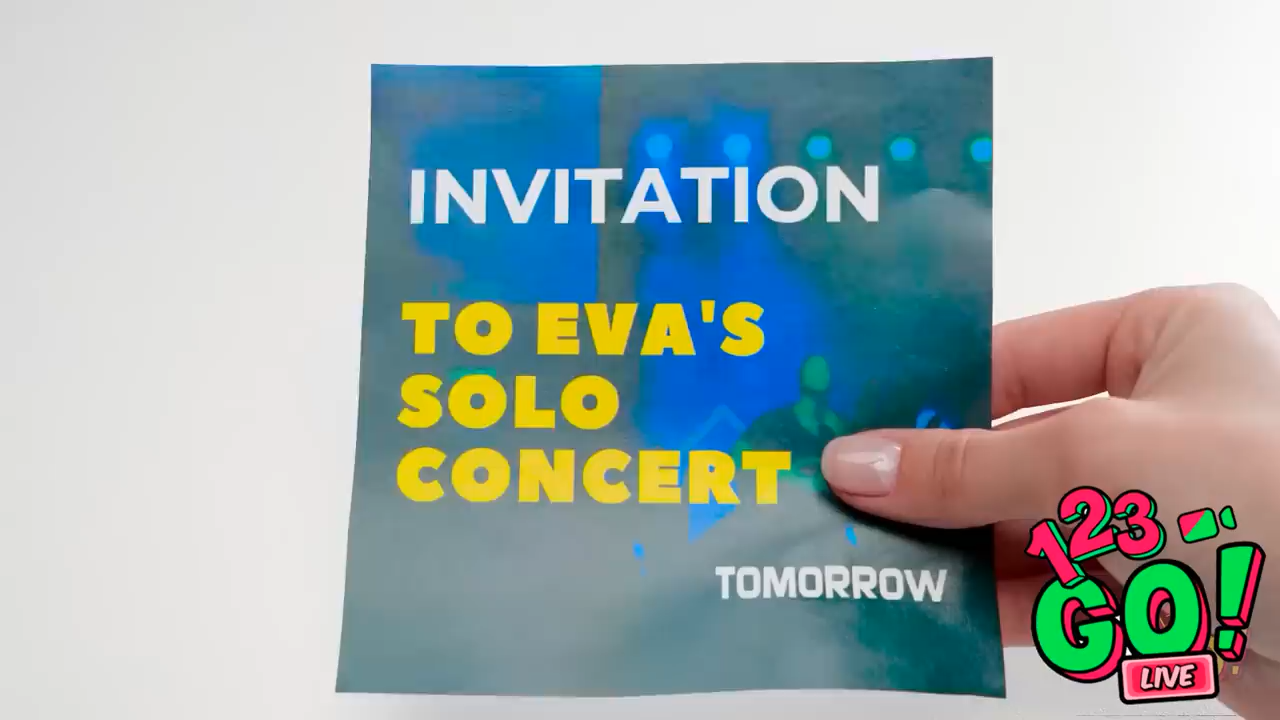 INVITATION
TO EVA'S
SOLO
CONCERT
TOMORROW
123
GO!
LIVE